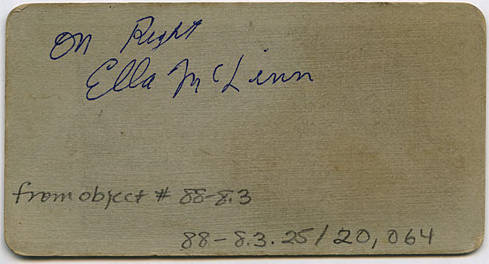 On Right
Ella McLinn
from object # 88-8.3
88-8.3.25/20,064